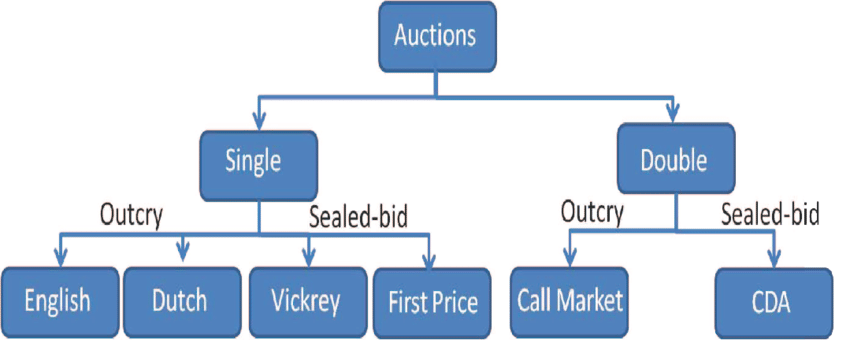 Auctions
Single
Double
Outcry
Sealed-bid
Outcry
Sealed-bid
English
Dutch
Vickrey
First Price
Call Market
CDA